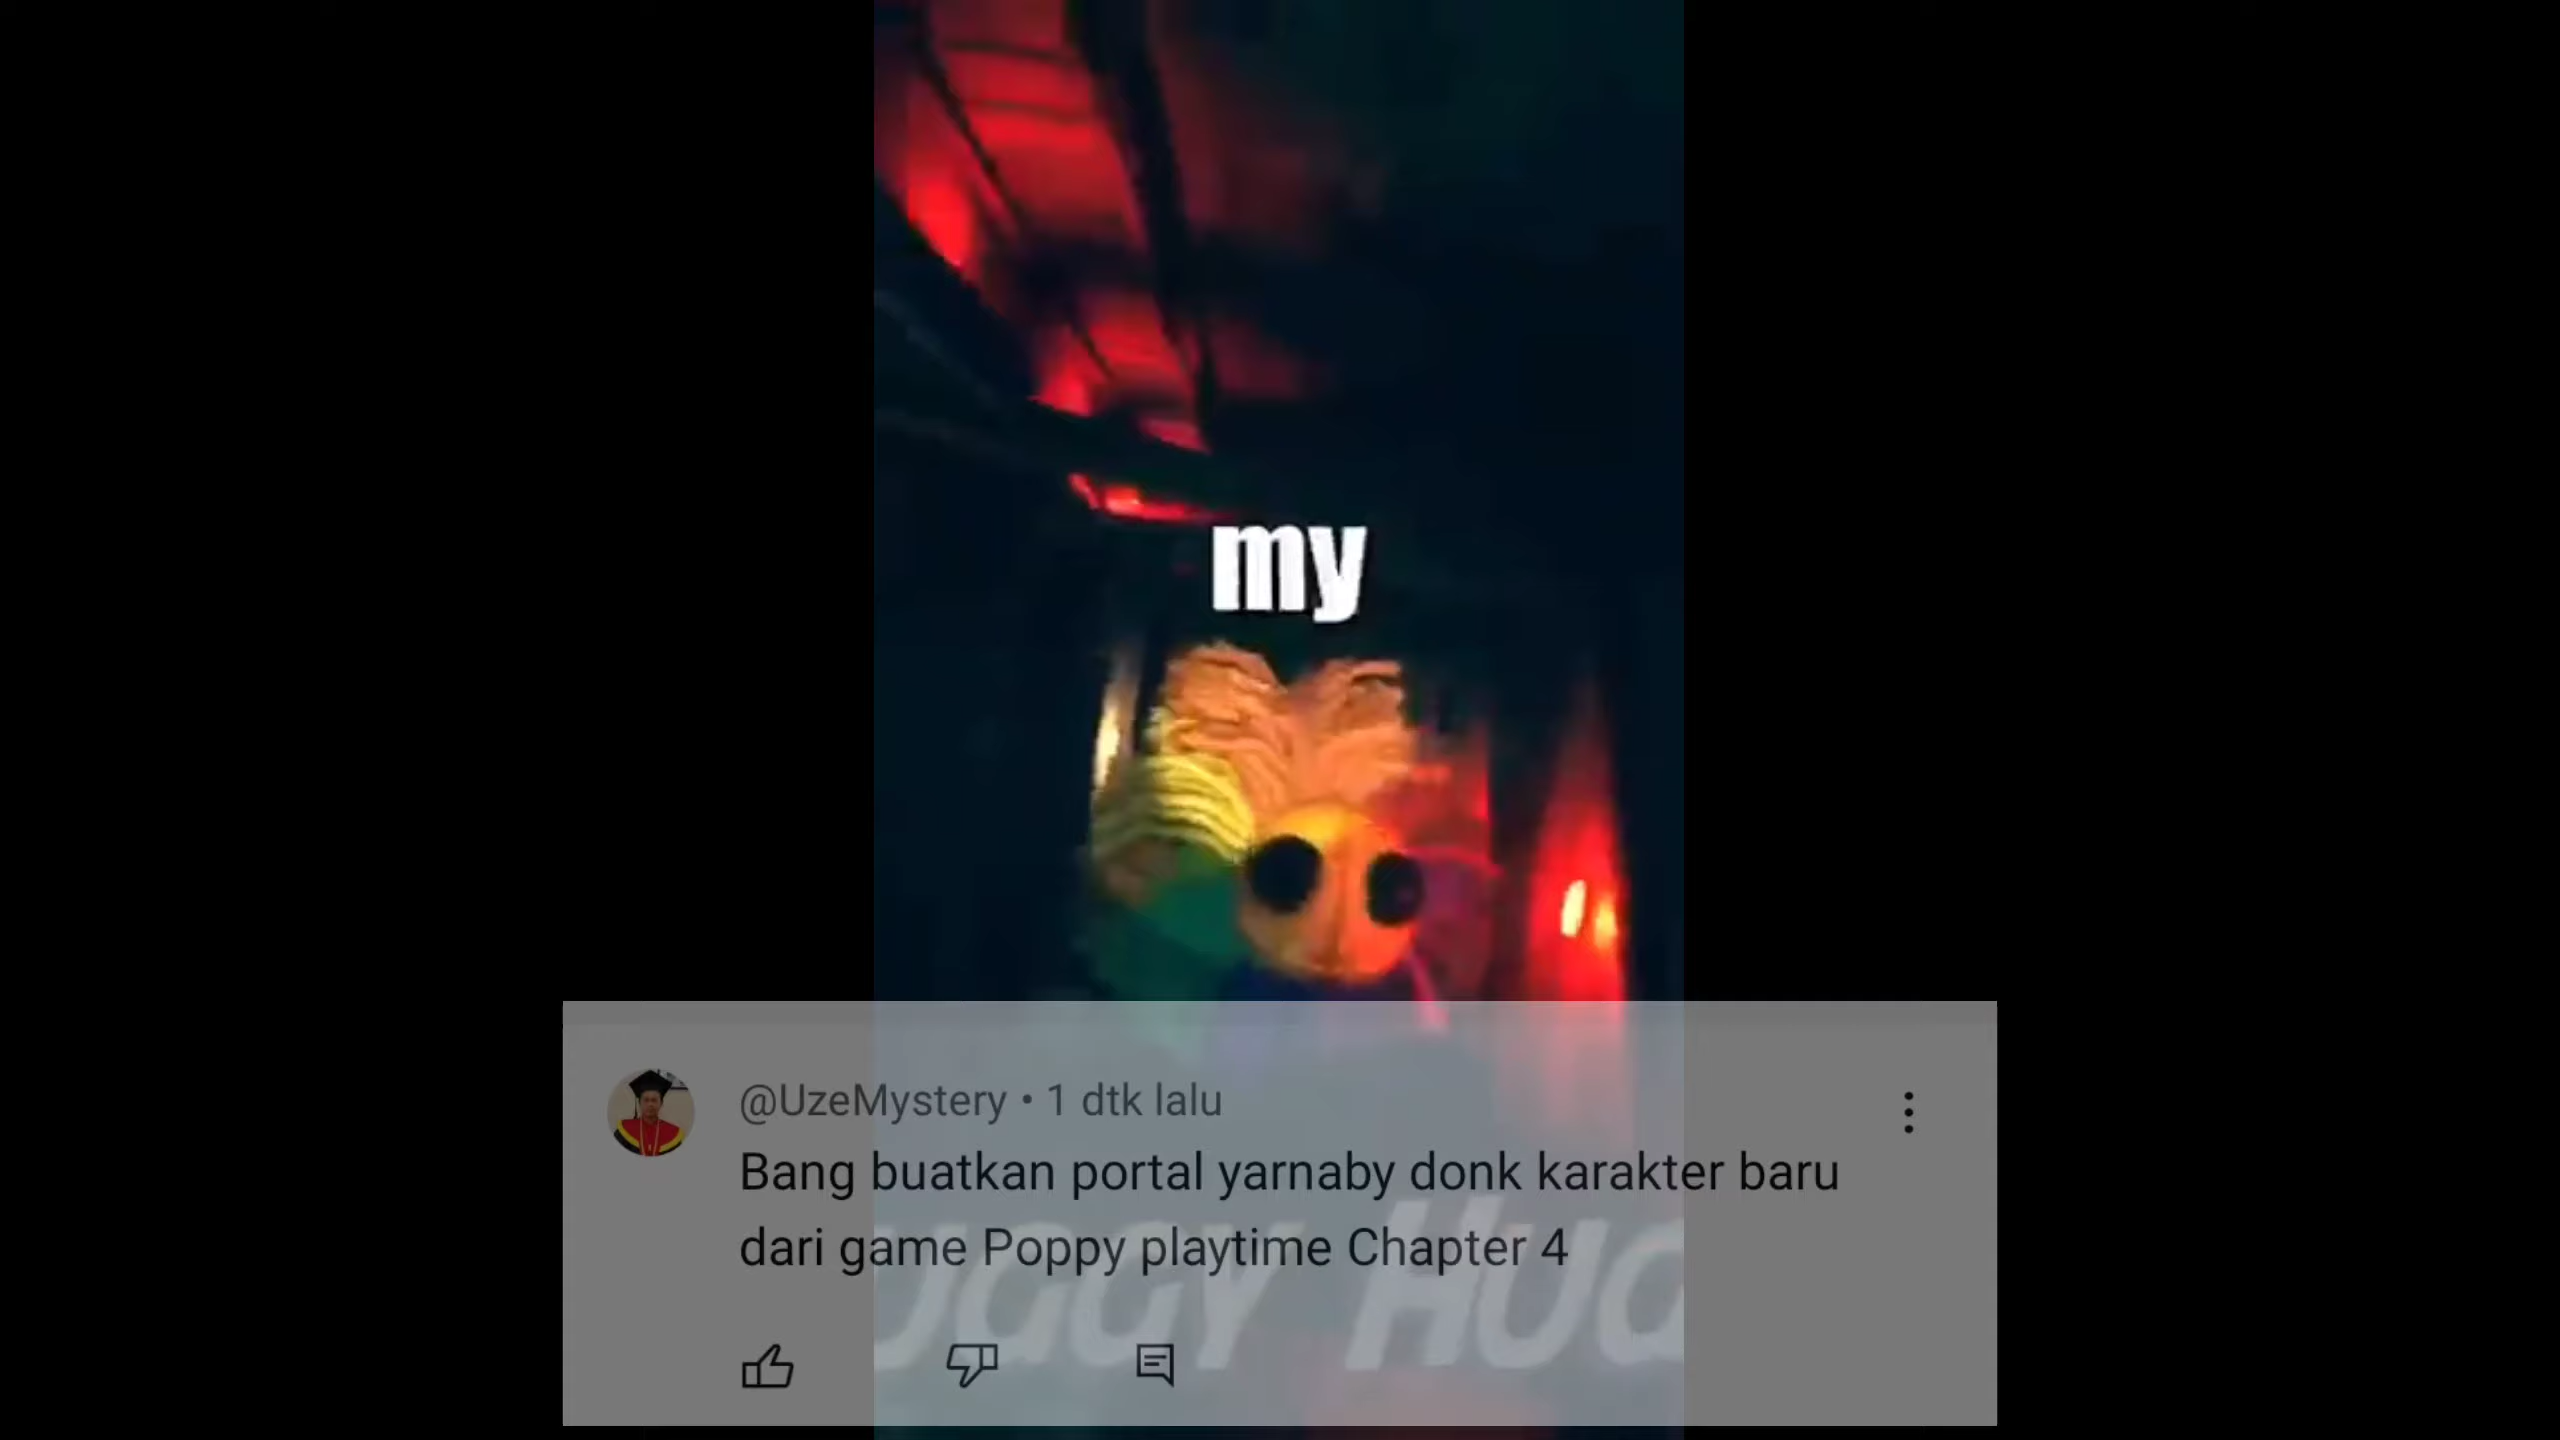 my
@UzeMystery • 1 dtk lalu
Bang buatkan portal yarnaby donk karakter baru
dari game Poppy playtime Chapter 4